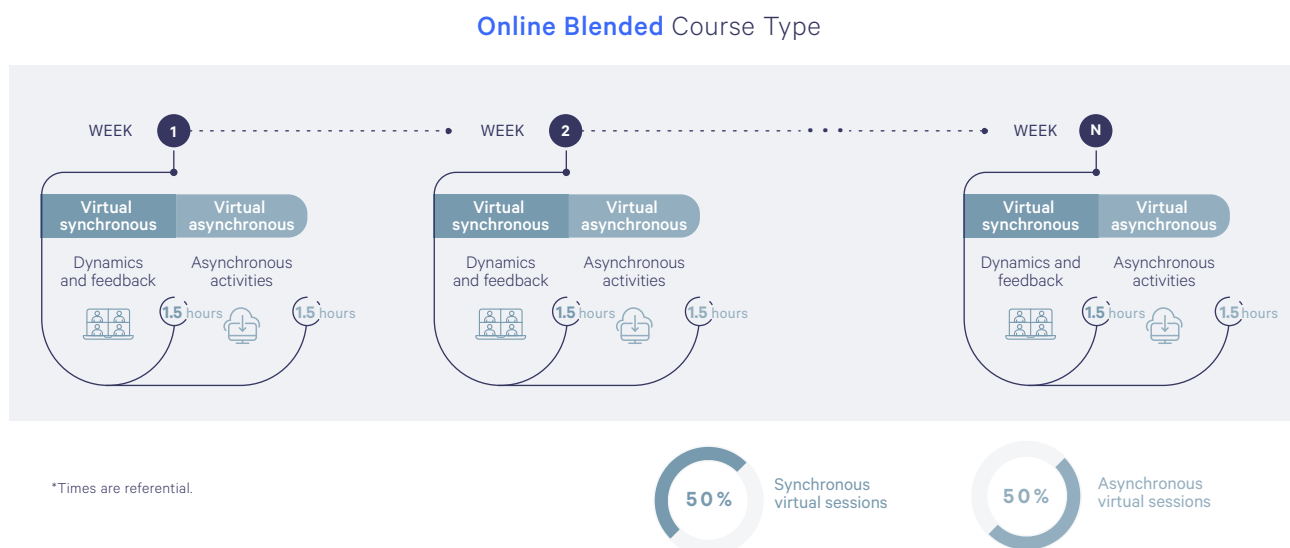 Online Blended Course Type
WEEK 1 WEEK 2 WEEK N
Virtual
synchronous
Virtual
asynchronous
Dynamics
and feedback
Asynchronous
activities
1.5 hours
1.5 hours
Virtual
synchronous
Virtual
asynchronous
Dynamics
and feedback
Asynchronous
activities
1.5 hours
1.5 hours
Virtual
synchronous
Virtual
asynchronous
Dynamics and
feedback
Asynchronous
activities
1.5 hours
1.5 hours
*Times are referential.
50%
Synchronous
virtual sessions
50%
Asynchronous
virtual sessions